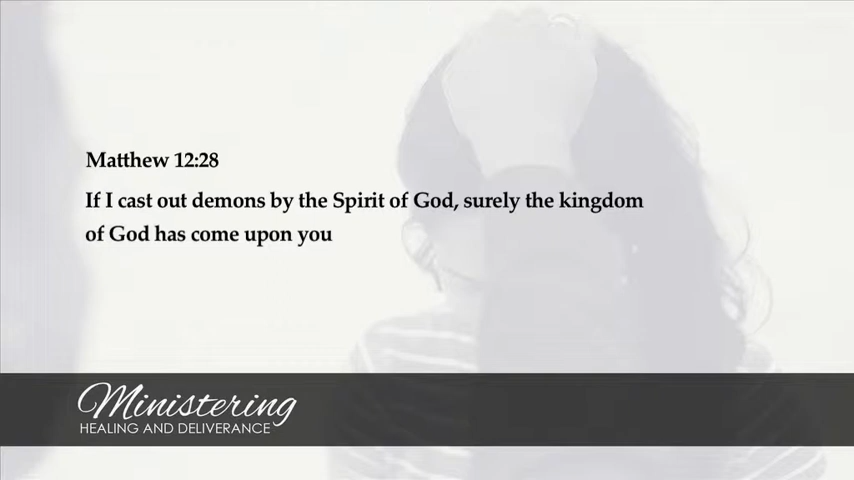 Matthew 12:28
If I cast out demons by the Spirit of God, surely the kingdom
of God has come upon you
Ministering
HEALING AND DELIVERANCE